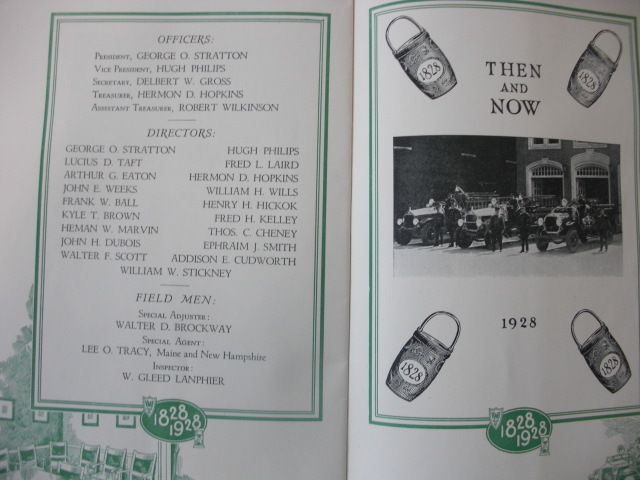 OFFICERS:
PRESIDENT, GEORGE O. STRATTON
VICE PRESIDENT, HUGH PHILIPS
SECRETARY, DELBERT W. GROSS
TREASURER, HERMON D. HOPKINS
ASSISTANT TREASURER, ROBERT WILKINSON
DIRECTORS:
GEORGE O. STRATTON HUGH PHILIPS
LUCIUS D. TAFT FRED L. LAIRD
ARTHUR G. EATON HERMON D. HOPKINS
JOHN E. WEEKS WILLIAM H. WILLS
FRANK W. BALL HENRY H. HICKOK
KYLE T. BROWN FRED H. KELLEY
HEMAN W. MARVIN THOS. C. CHENEY
JOHN H. DUBOIS EPHRAIM J. SMITH
WALTER F. SCOTT ADDISON E. CUDWORTH
WILLIAM W. STICKNEY
FIELD MEN:
SPECIAL ADJUSTER:
WALTER D. BROCKWAY
SPECIAL AGENT:
LEE O. TRACY, Maine and New Hampshire
INSPECTOR:
W. GLEED LANPHIER
1828
1928
1828
1828
THEN
AND
NOW
1928
1828
1828
1828
1928